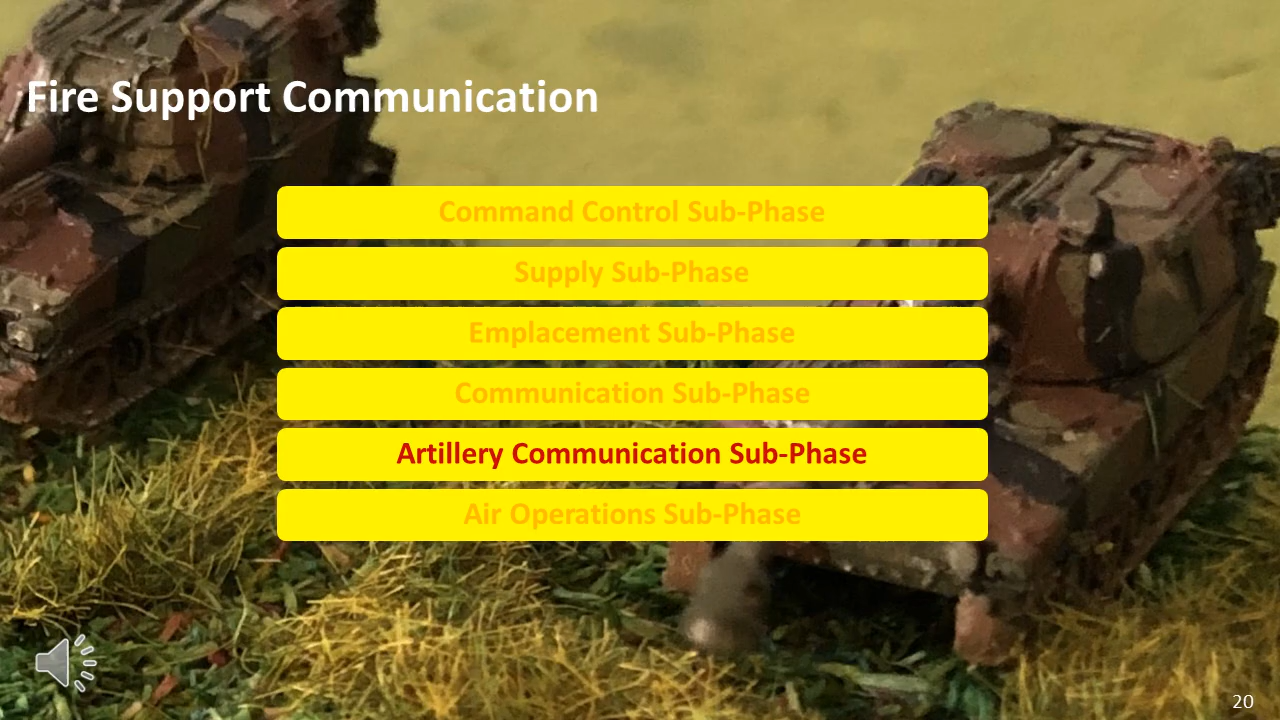 Fire Support Communication
Command Control Sub-Phase
Supply Sub-Phase
Emplacement Sub-Phase
Communication Sub-Phase
Artillery Communication Sub-Phase
Air Operations Sub-Phase
20